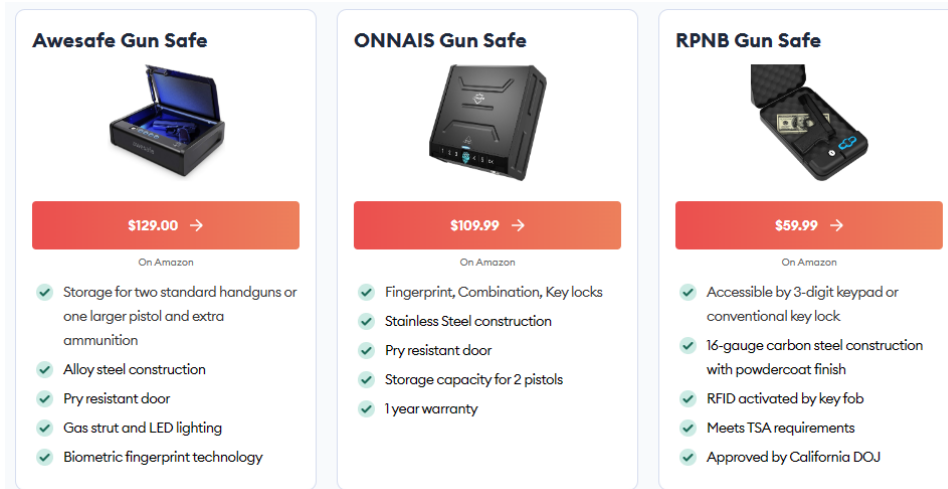 Awesafe Gun Safe
$129.00 →
On Amazon
Storage for two standard handguns or
one larger pistol and extra
ammunition
Alloy steel construction
Pry resistant door
Gas strut and LED lighting
Biometric fingerprint technology
ONNAIS Gun Safe
$109.99 →
On Amazon
Fingerprint, Combination, Key locks
Stainless Steel construction
Pry resistant door
Storage capacity for 2 pistols
1 year warranty
RPNB Gun Safe
$59.99 →
On Amazon
Accessible by 3-digit keypad or
conventional key lock
16-gauge carbon steel construction
with powdercoat finish
RFID activated by key fob
Meets TSA requirements
Approved by California DOJ